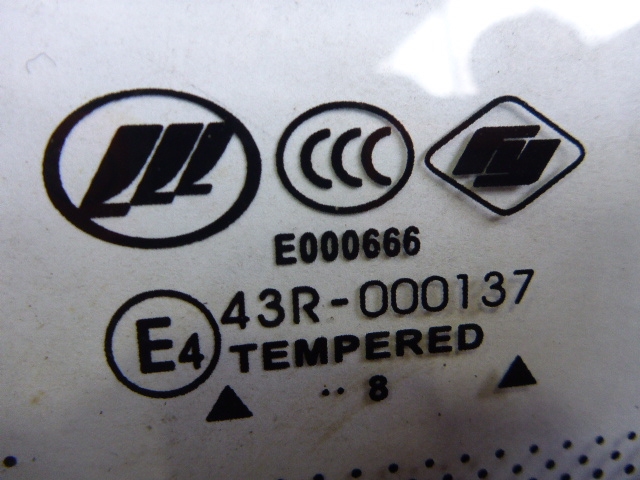 CCC
E000666
E4 43R-000137
TEMPERED
·· 8